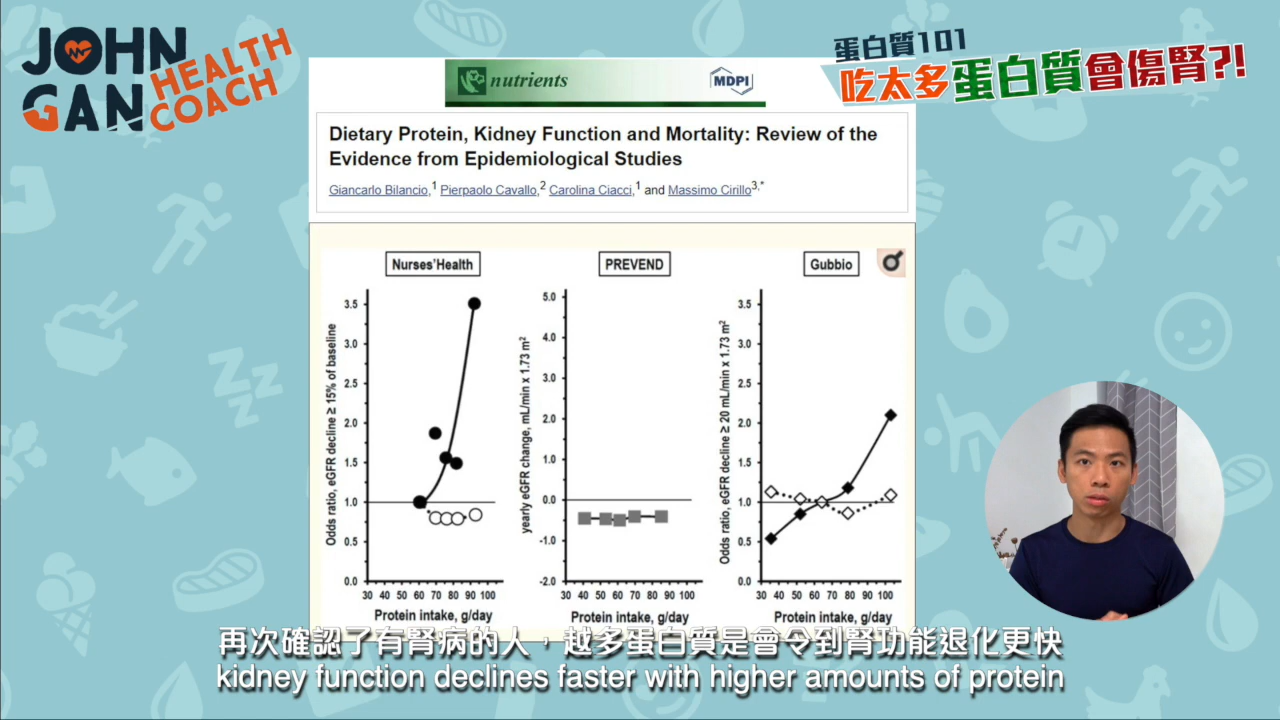 JOHN
GAN
HEALTH
COACH
蛋白質101
吃太多蛋白質會傷腎?!
nutrients
MDPI
Dietary Protein, Kidney Function and Mortality: Review of the
Evidence from Epidemiological Studies
Giancarlo Bilancio,1 Pierpaolo Cavallo,2 Carolina Ciacci,1 and Massimo Cirillo3,*
Nurses'Health
Odds ratio, eGFR decline ≥ 15% of baseline
3.5
3.0
2.5
2.0
1.5
1.0
0.5
0.0
30 40 50 60 70 80 90 100
Protein intake, g/day
PREVEND
yearly eGFR change, mL/min x 1.73 m²
5.0
4.0
3.0
2.0
1.0
0.0
-1.0
-2.0
30 40 50 60 70 80 90 100
Protein intake, g/day
Gubbio
Odds ratio, eGFR decline ≥ 20 mL/min x 1.73 m²
3.5
3.0
2.5
2.0
1.5
1.0
0.5
0.0
30 40 50 60 70 80 90 100
Protein intake, g/day
再次確認了有腎病的人，越多蛋白質是會令到腎功能退化更快
kidney function declines faster with higher amounts of protein